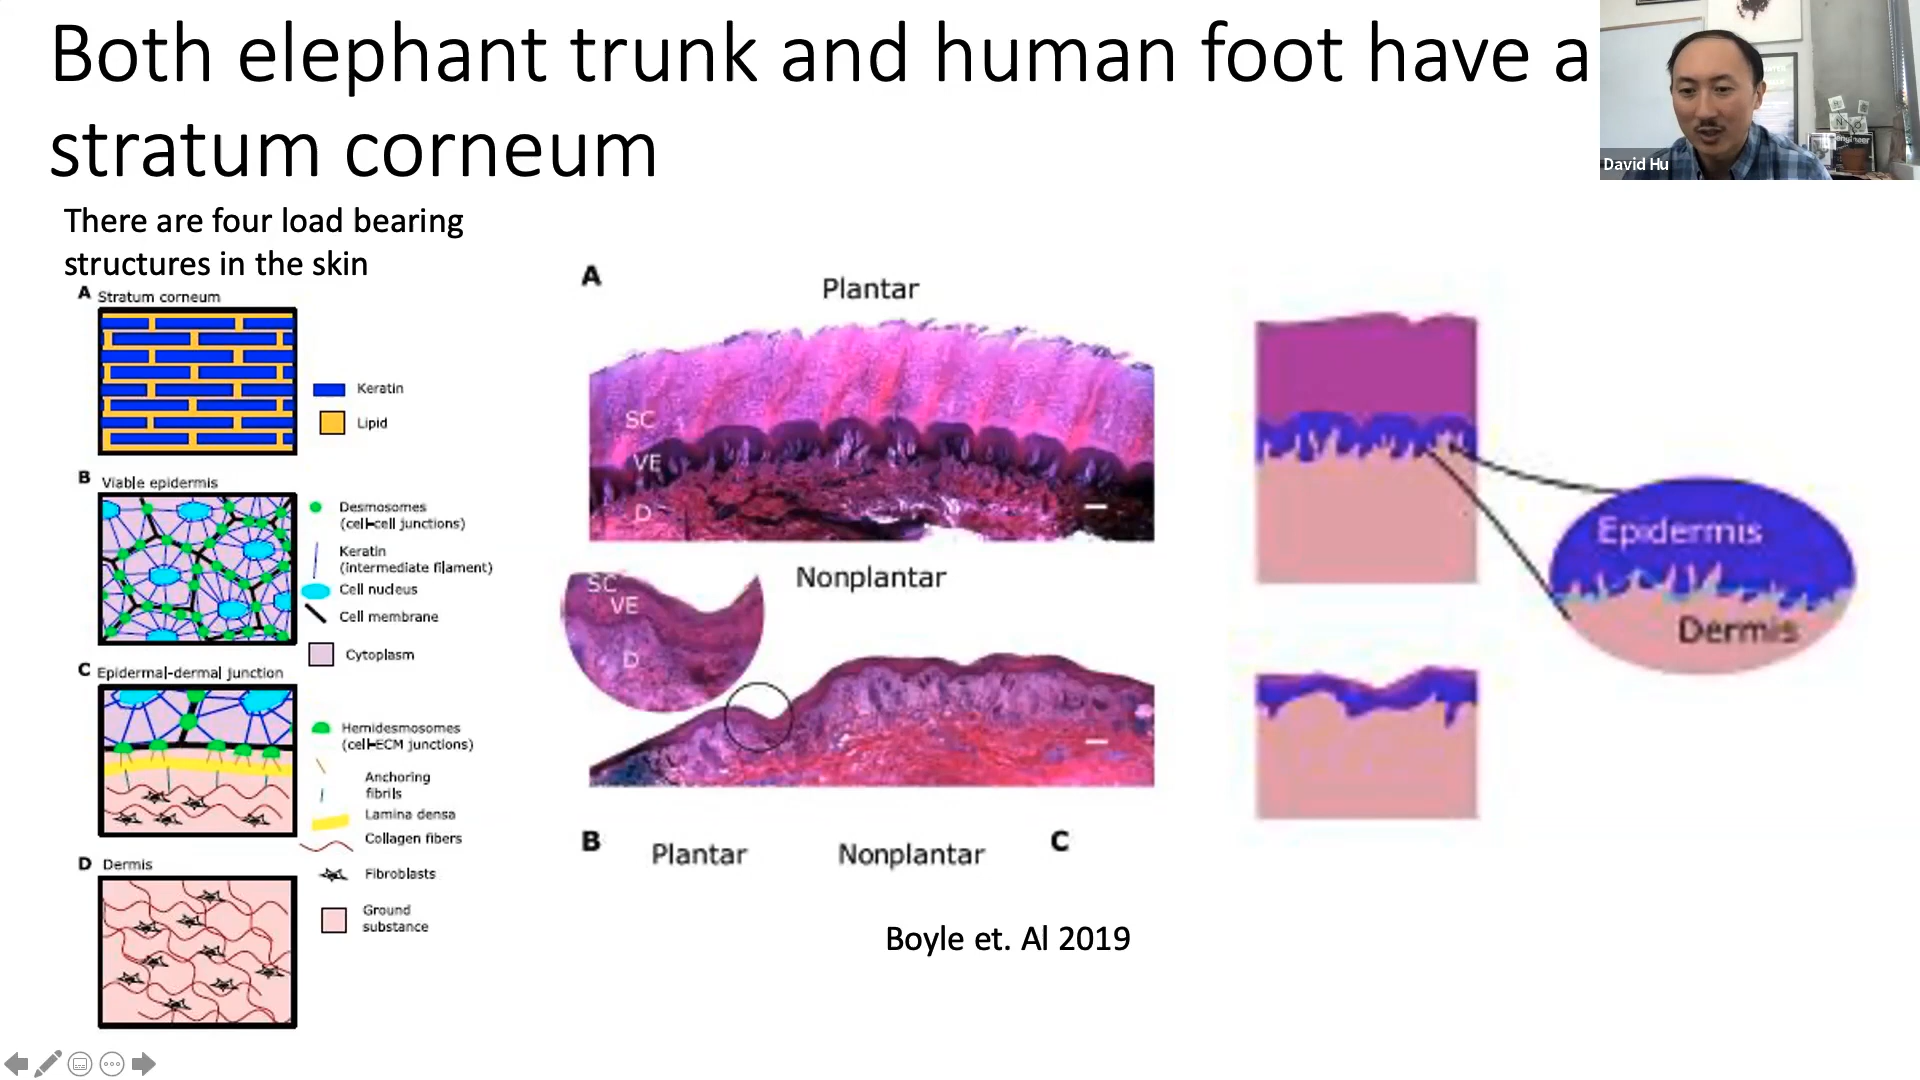 Both elephant trunk and human foot have a
stratum corneum
David Hu
engineer
There are four load bearing
structures in the skin
A Stratum corneum
Keratin
Lipid
B Viable epidermis
Desmosomes
(cell-cell junctions)
Keratin
(intermediate filament)
Cell nucleus
Cell membrane
Cytoplasm
C Epidermal-dermal junction
Hemidesmosomes
(cell-ECM junctions)
Anchoring
fibrils
Lamina densa
Collagen fibers
D Dermis
Fibroblasts
Ground
substance
A
Plantar
SC
VE
D
Nonplantar
SC
VE
D
B Plantar Nonplantar C
Boyle et. Al 2019
Epidermis
Dermis